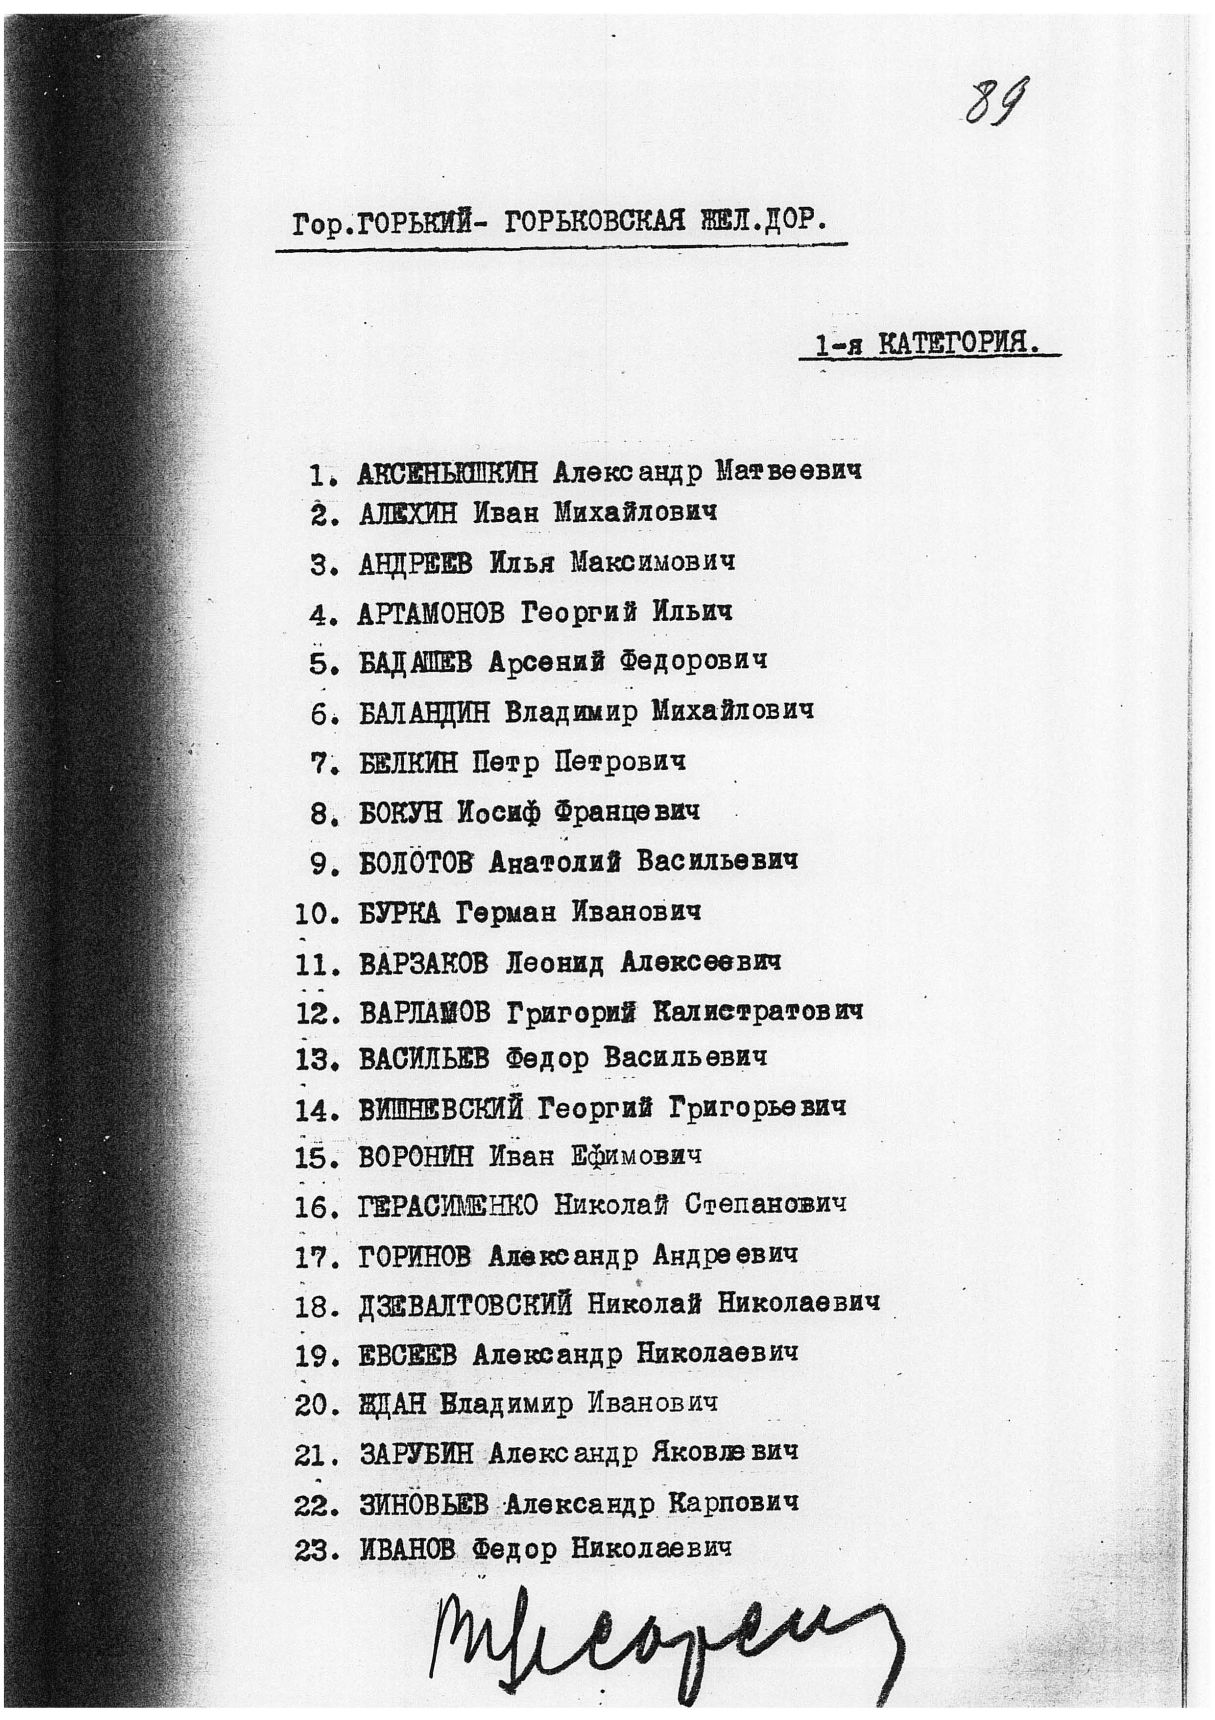 89
Гор.ГОРЬКИЙ- ГОРЬКОВСКАЯ ЖЕЛ.ДОР.
1-я КАТЕГОРИЯ.
1. АКСЕНЬЮШКИН Александр Матвеевич
2. АЛЕХИН Иван Михайлович
3. АНДРЕЕВ Илья Максимович
4. АРТАМОНОВ Георгий Ильич
5. БАДАШЕВ Арсений Федорович
6. БАЛАНДИН Владимир Михайлович
7. БЕЛКИН Петр Петрович
8. БОКУН Иосиф Францевич
9. БОЛОТОВ Анатолий Васильевич
10. БУРКА Герман Иванович
11. ВАРЗАКОВ Леонид Алексеевич
12. ВАРЛАМОВ Григорий Калистратович
13. ВАСИЛЬЕВ Федор Васильевич
14. ВИШНЕВСКИЙ Георгий Григорьевич
15. ВОРОНИН Иван Ефимович
16. ГЕРАСИМЕНКО Николай Степанович
17. ГОРИНОВ Александр Андреевич
18. ДЗЕВАЛТОВСКИЙ Николай Николаевич
19. ЕВСЕЕВ Александр Николаевич
20. ЖДАН Владимир Иванович
21. ЗАРУБИН Александр Яковлевич
22. ЗИНОВЬЕВ Александр Карпович
23. ИВАНОВ Федор Николаевич